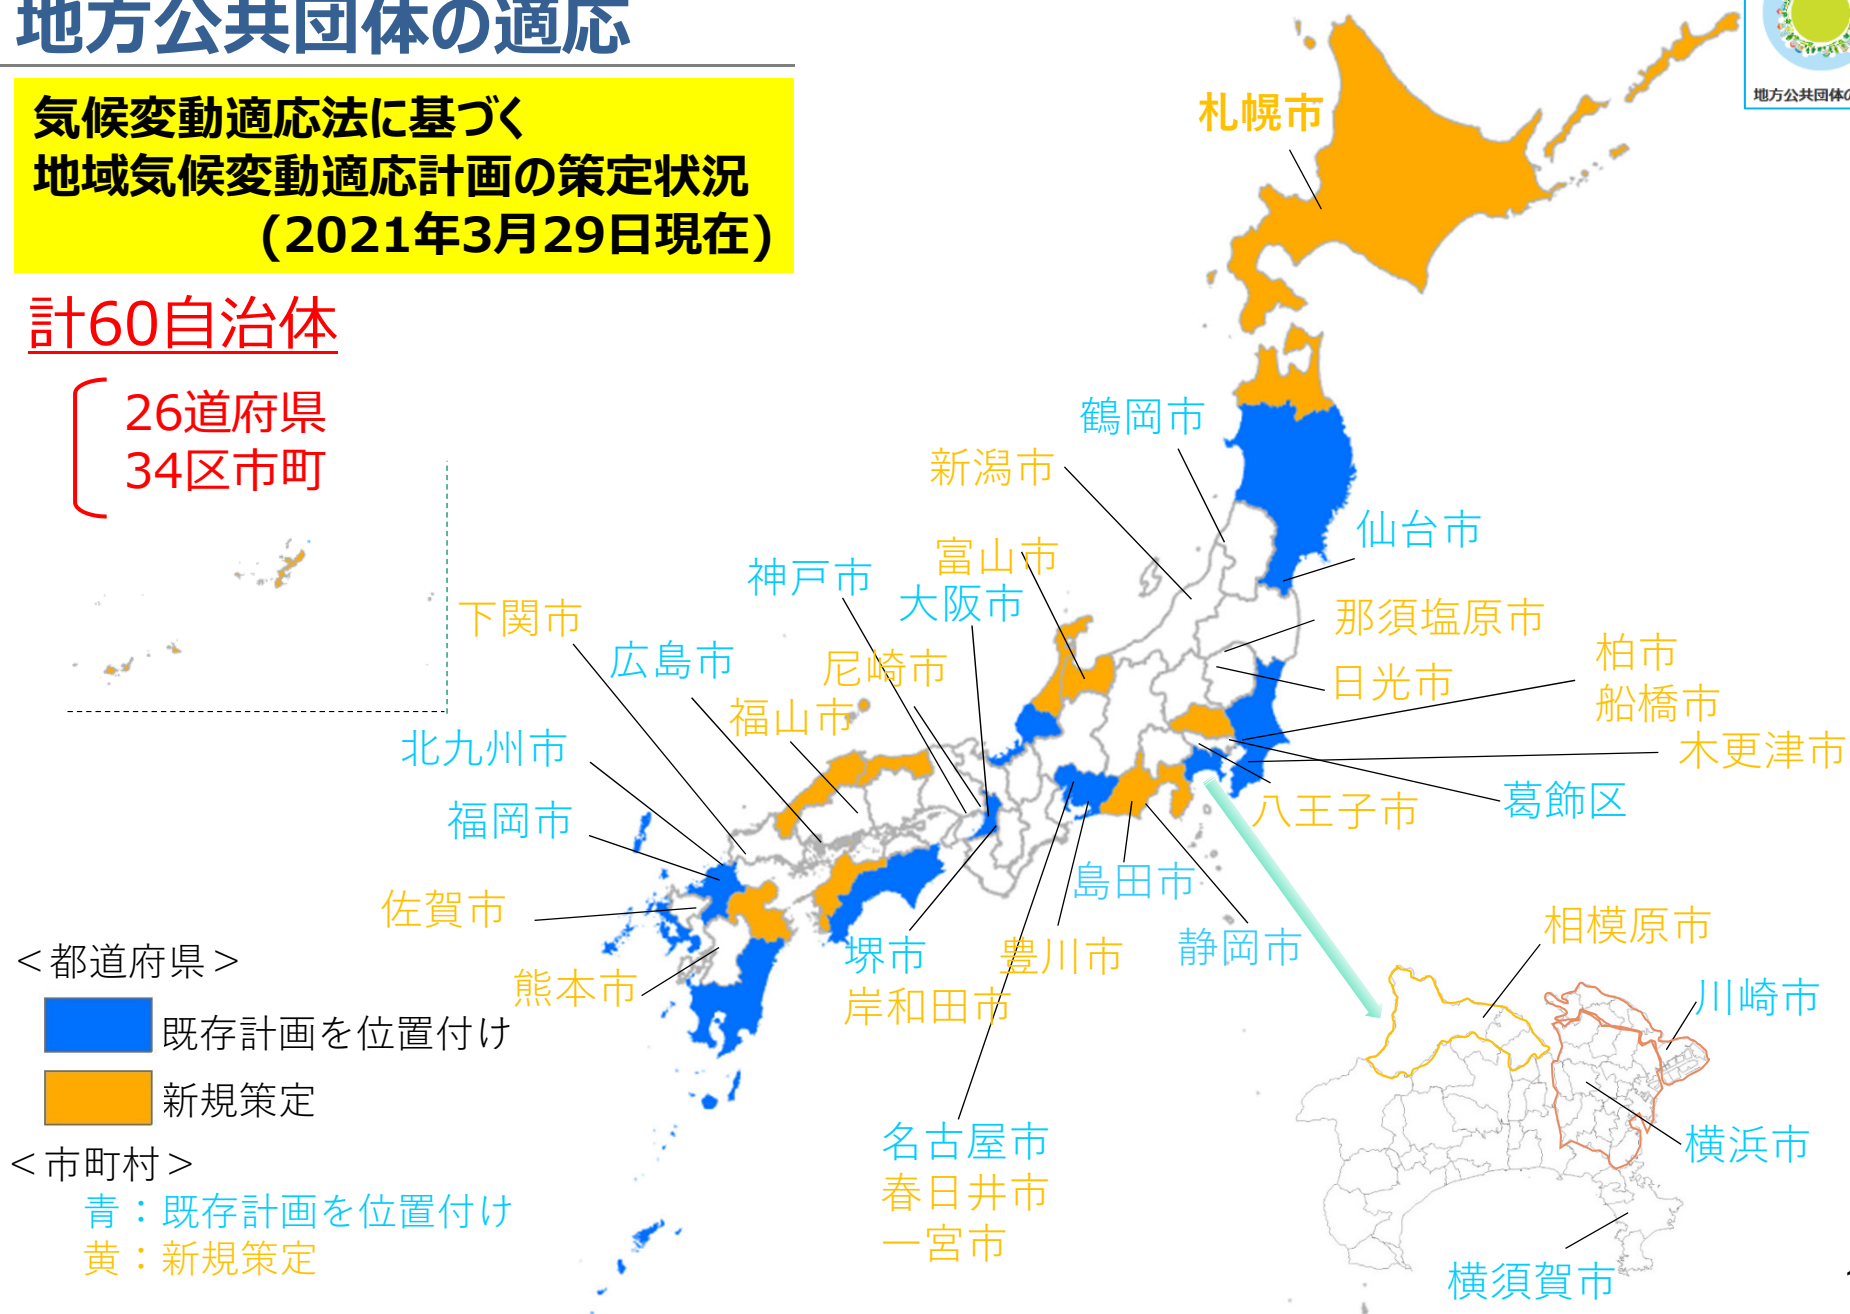 地方公共団体の適応
気候変動適応法に基づく
地域気候変動適応計画の策定状況
(2021年3月29日現在)
計60自治体
26道府県
34区市町
地方公共団体の
札幌市
鶴岡市
新潟市
仙台市
富山市
神戸市
大阪市
下関市
那須塩原市
広島市
尼崎市
柏市
船橋市
日光市
福山市
北九州市
木更津市
福岡市
八王子市
葛飾区
島田市
佐賀市
堺市
岸和田市
豊川市
静岡市
相模原市
熊本市
川崎市
名古屋市
春日井市
一宮市
横浜市
横須賀市
＜都道府県＞
既存計画を位置付け
新規策定
＜市町村＞
青：既存計画を位置付け
黄：新規策定